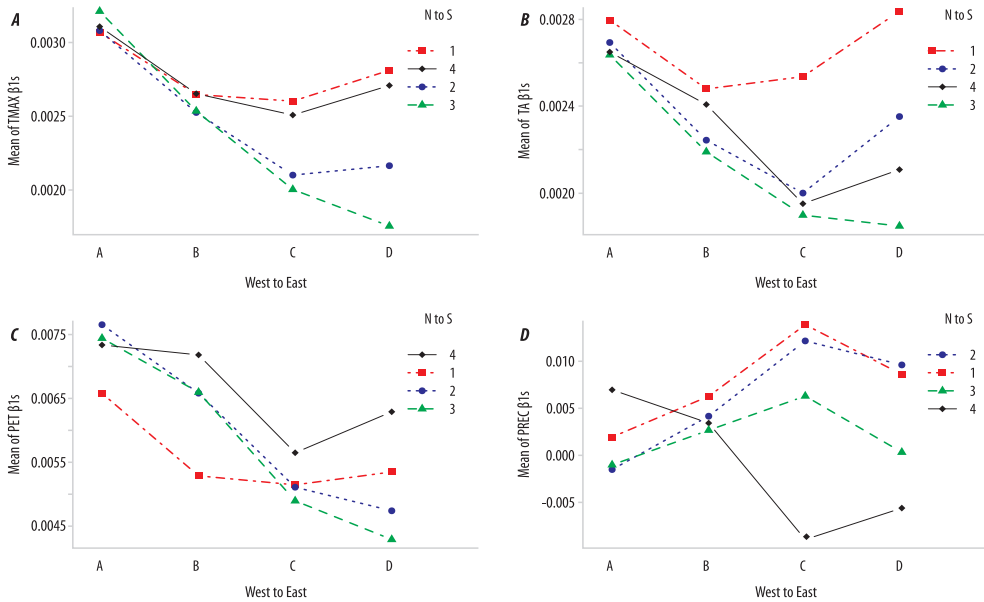 A
N to S
0.0030
0.0025
0.0020
Mean of TMAX β1s
1
4
2
3
A B C D
West to East
B
N to S
0.0028
0.0024
0.0020
Mean of TA β1s
1
2
4
3
A B C D
West to East
C
N to S
0.0075
0.0065
0.0055
0.0045
Mean of PET β1s
4
1
2
3
A B C D
West to East
D
N to S
0.010
0.005
0.000
-0.005
Mean of PREC β1s
2
1
3
4
A B C D
West to East